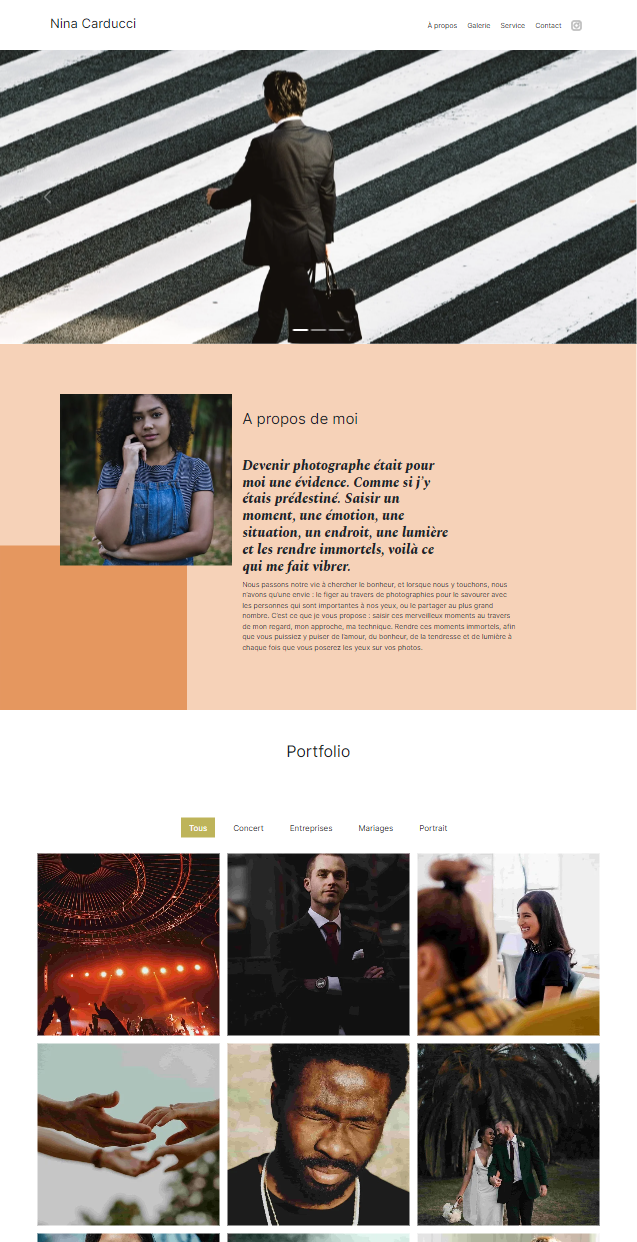 Nina Carducci
À propos Galerie Service Contact
A propos de moi
Devenir photographe était pour
moi une évidence. Comme si j'y
étais prédestiné. Saisir un
moment, une émotion, une
situation, un endroit, une lumière
et les rendre immortels, voilà ce
qui me fait vibrer.
Nous passons notre vie à chercher le bonheur, et lorsque nous y touchons, nous
n'avons qu'une envie : le figer au travers de photographies pour le savourer avec
les personnes qui sont importantes à nos yeux, ou le partager au plus grand
nombre. C'est ce que je vous propose : saisir ces merveilleux moments au travers
de mon regard, mon approche, ma technique. Rendre ces moments immortels, afin
que vous puissiez y puiser de l'amour, du bonheur, de la tendresse et de lumière à
chaque fois que vous poserez les yeux sur vos photos.
Portfolio
Tous Concert Entreprises Mariages Portrait